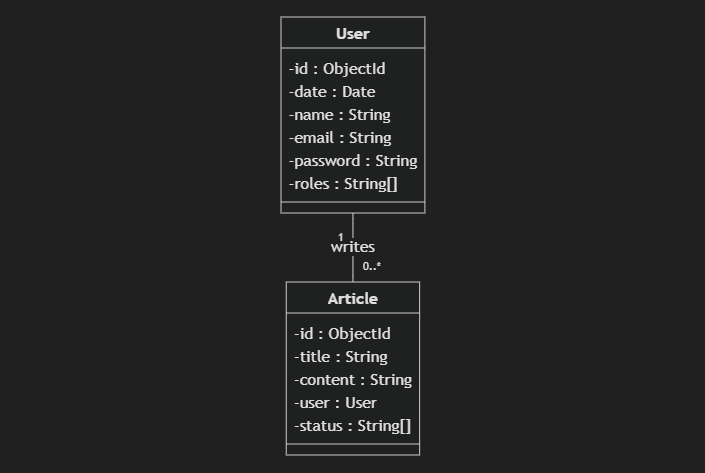 User
-id : ObjectId
-date : Date
-name : String
-email : String
-password : String
-roles : String[]
1
writes
0..*
Article
-id : ObjectId
-title : String
-content : String
-user : User
-status : String[]